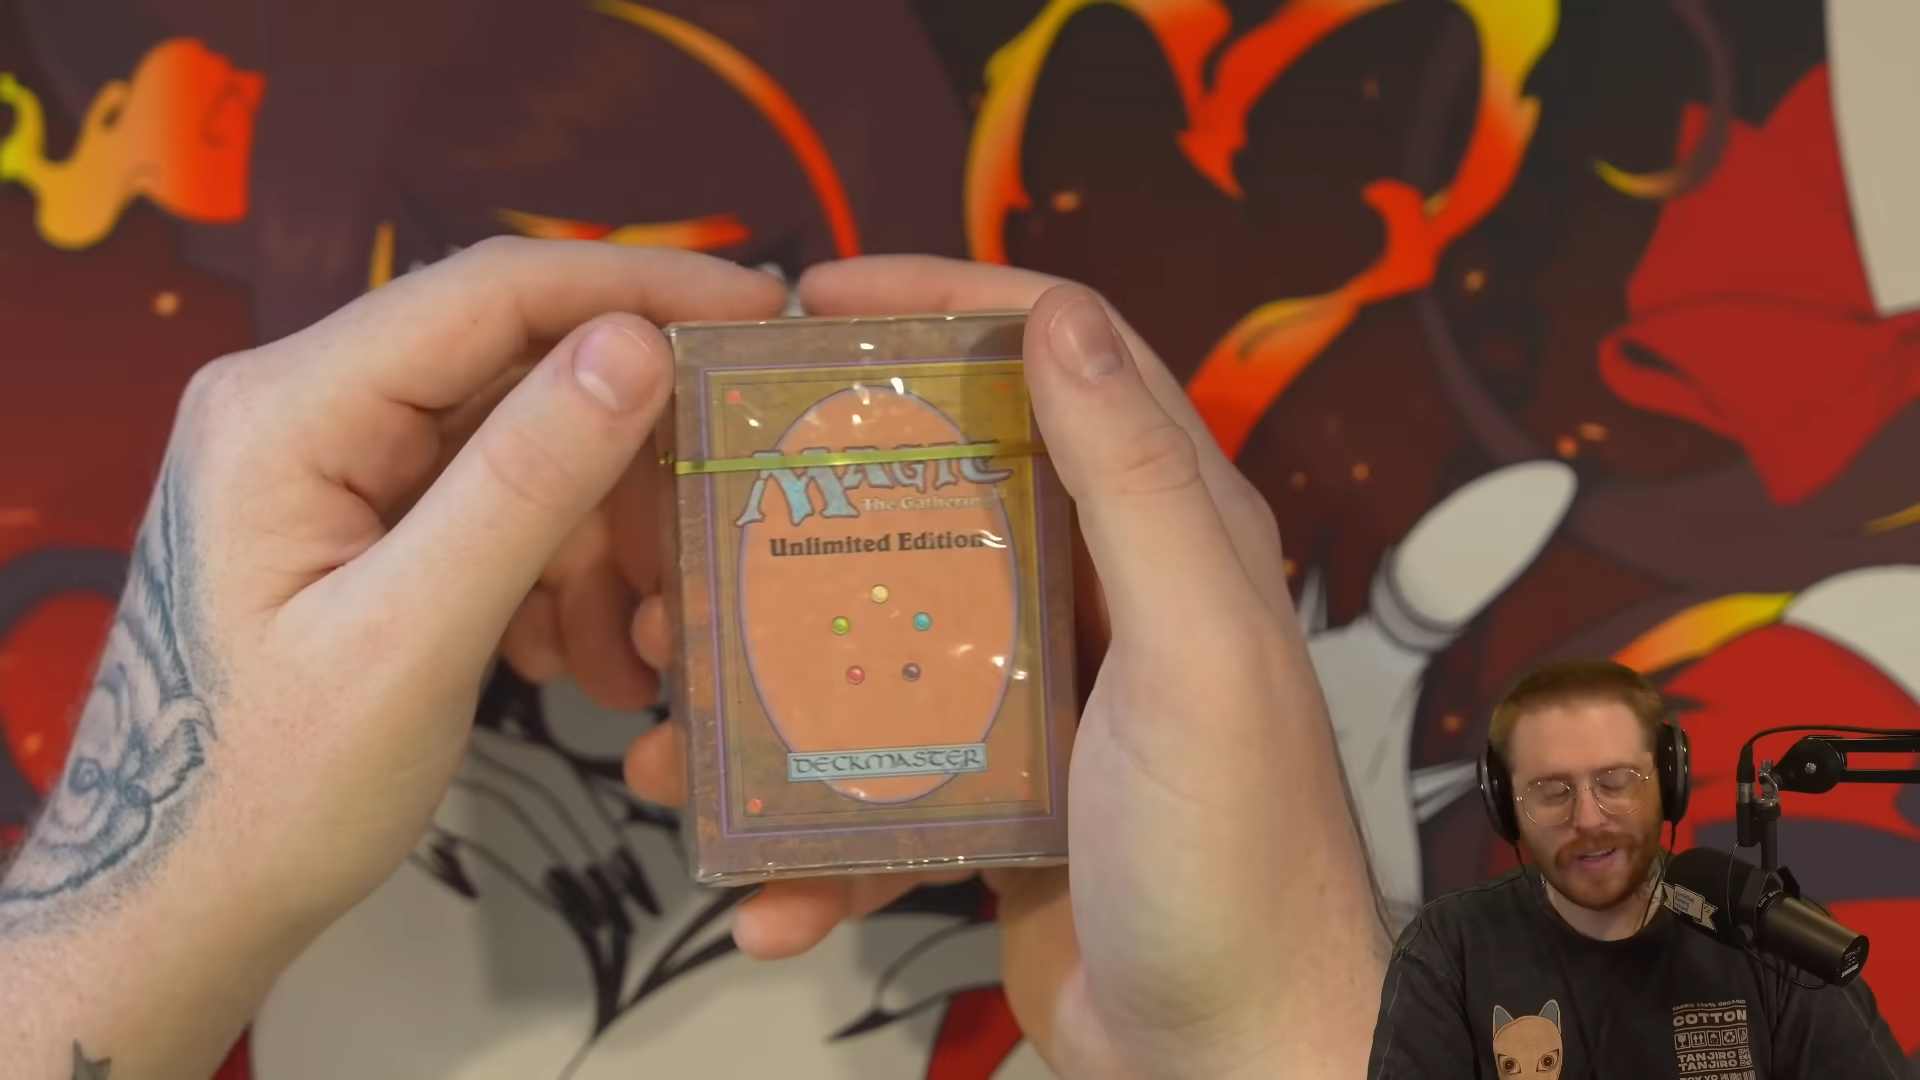 MAGIC
The Gathering
Unlimited Edition
DECKMASTER
COTTON
TANJIRO
TANJIRO